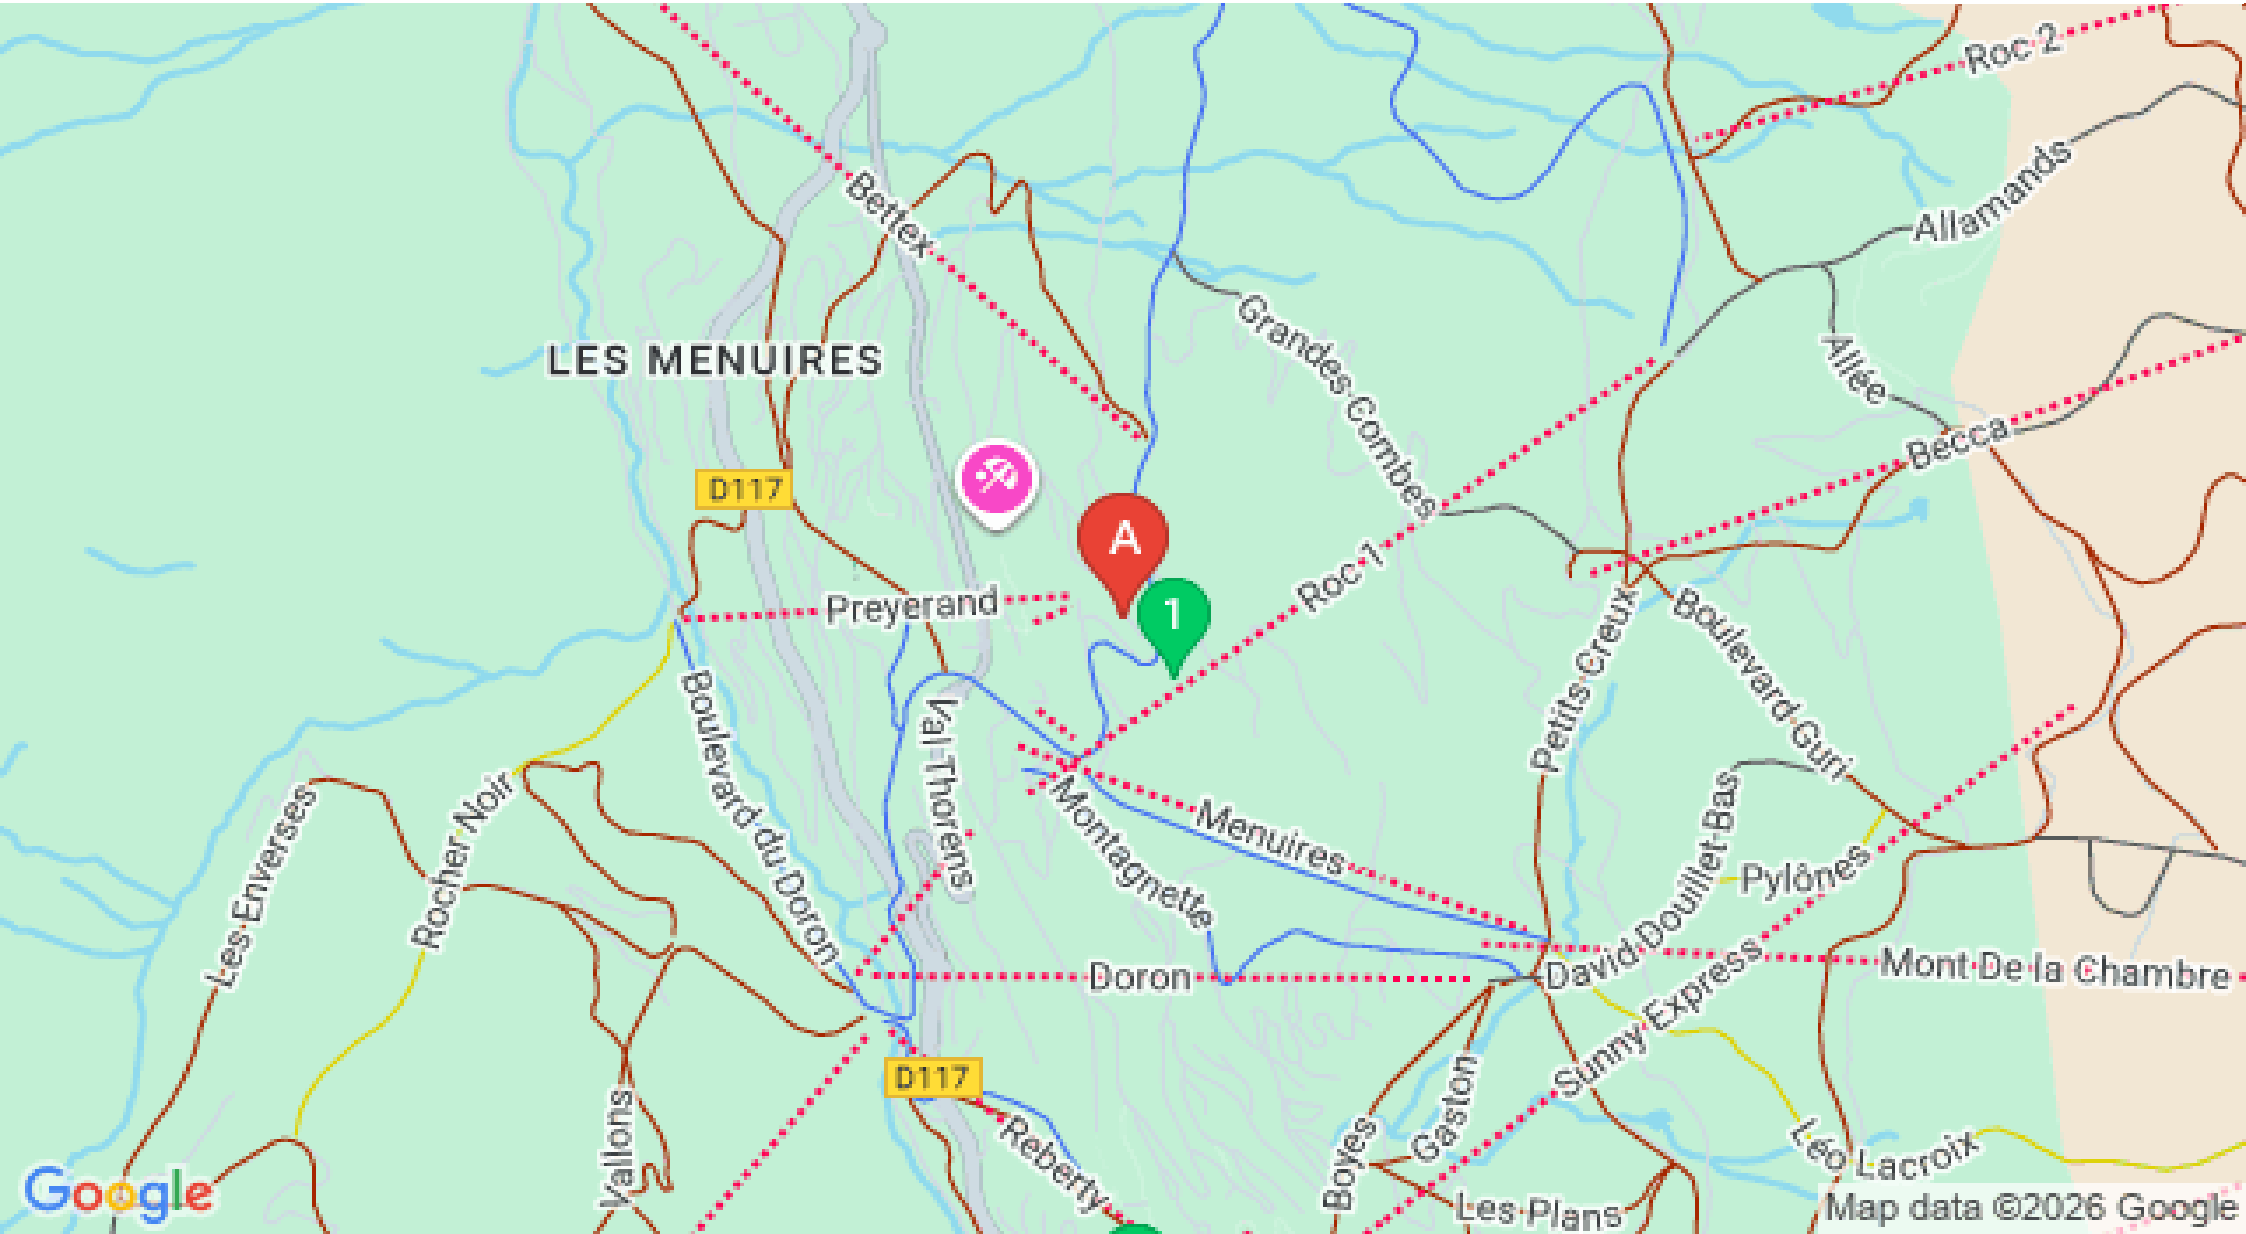 Roc 2
Allamands
Bettex
Grandes Combes
LES MENUIRES
Allée
Becca
D117
A
1
Roc 1
Preyerand
Petits Creux
Boulevard Guri
Boulevard du Doron
Val Thorens
Les Enverses
Rocher Noir
Montagnette
Menuires
David Douillet Bas
Pylônes
Doron
Mont De la Chambre
Sunny Express
D117
Vallons
Reberty
Boyes
Gaston
Léo Lacroix
Les Plans
Google
Map data ©2026 Google